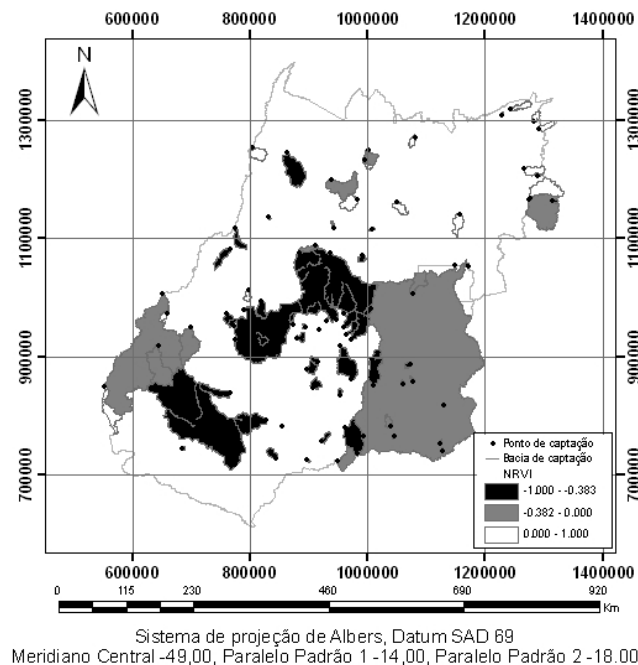 600000 800000 1000000 1200000 1400000
N
1300000 1300000
1100000 1100000
900000 900000
700000 700000
Ponto de captação
Bacia de captação
NRVI
-1.000 - -0.383
-0.382 - 0.000
0.000 - 1.000
600000 800000 1000000 1200000 1400000
0 115 230 460 690 920
Km
Sistema de projeção de Albers, Datum SAD 69
Meridiano Central -49,00, Paralelo Padrão 1 -14,00, Paralelo Padrão 2 -18.00